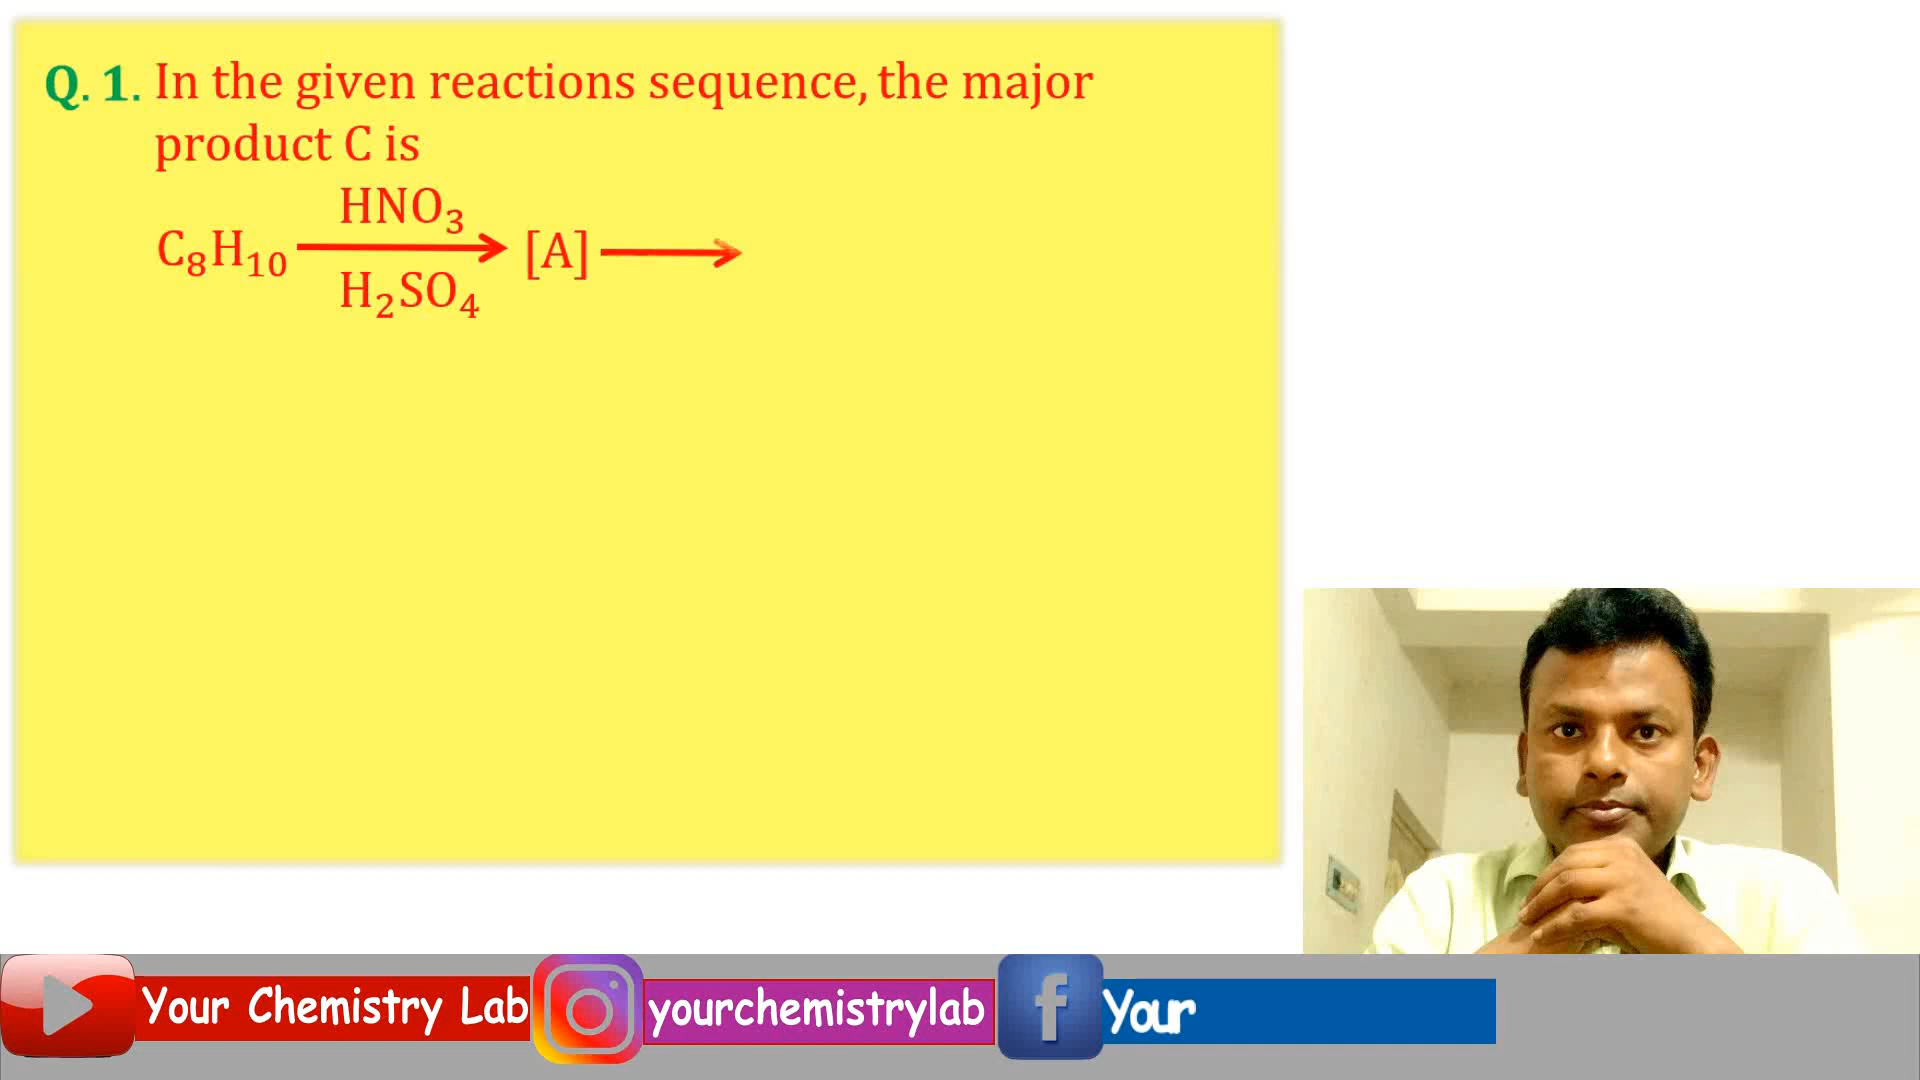 Q. 1. In the given reactions sequence, the major
product C is
HNO₃
C₈H₁₀ ⟶ [A] ⟶
H₂SO₄
Your Chemistry Lab
yourchemistrylab
f
Your